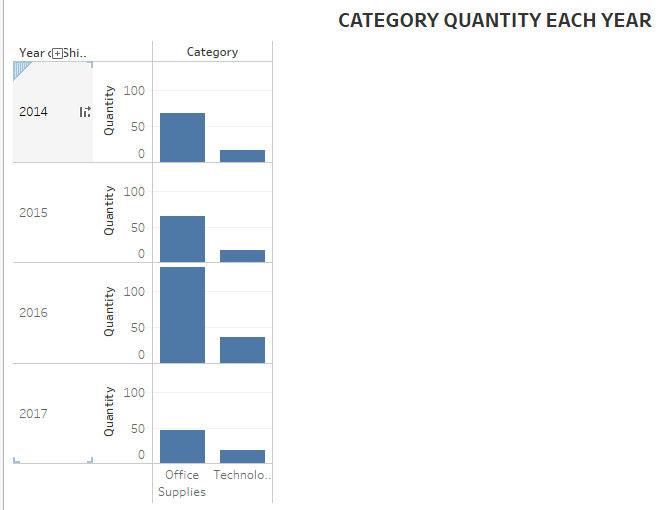 CATEGORY QUANTITY EACH YEAR
Year o Shi..
Category
2014
Quantity
100
50
0
2015
Quantity
100
50
0
2016
Quantity
100
50
0
2017
Quantity
100
50
0
Office
Supplies
Technolo..